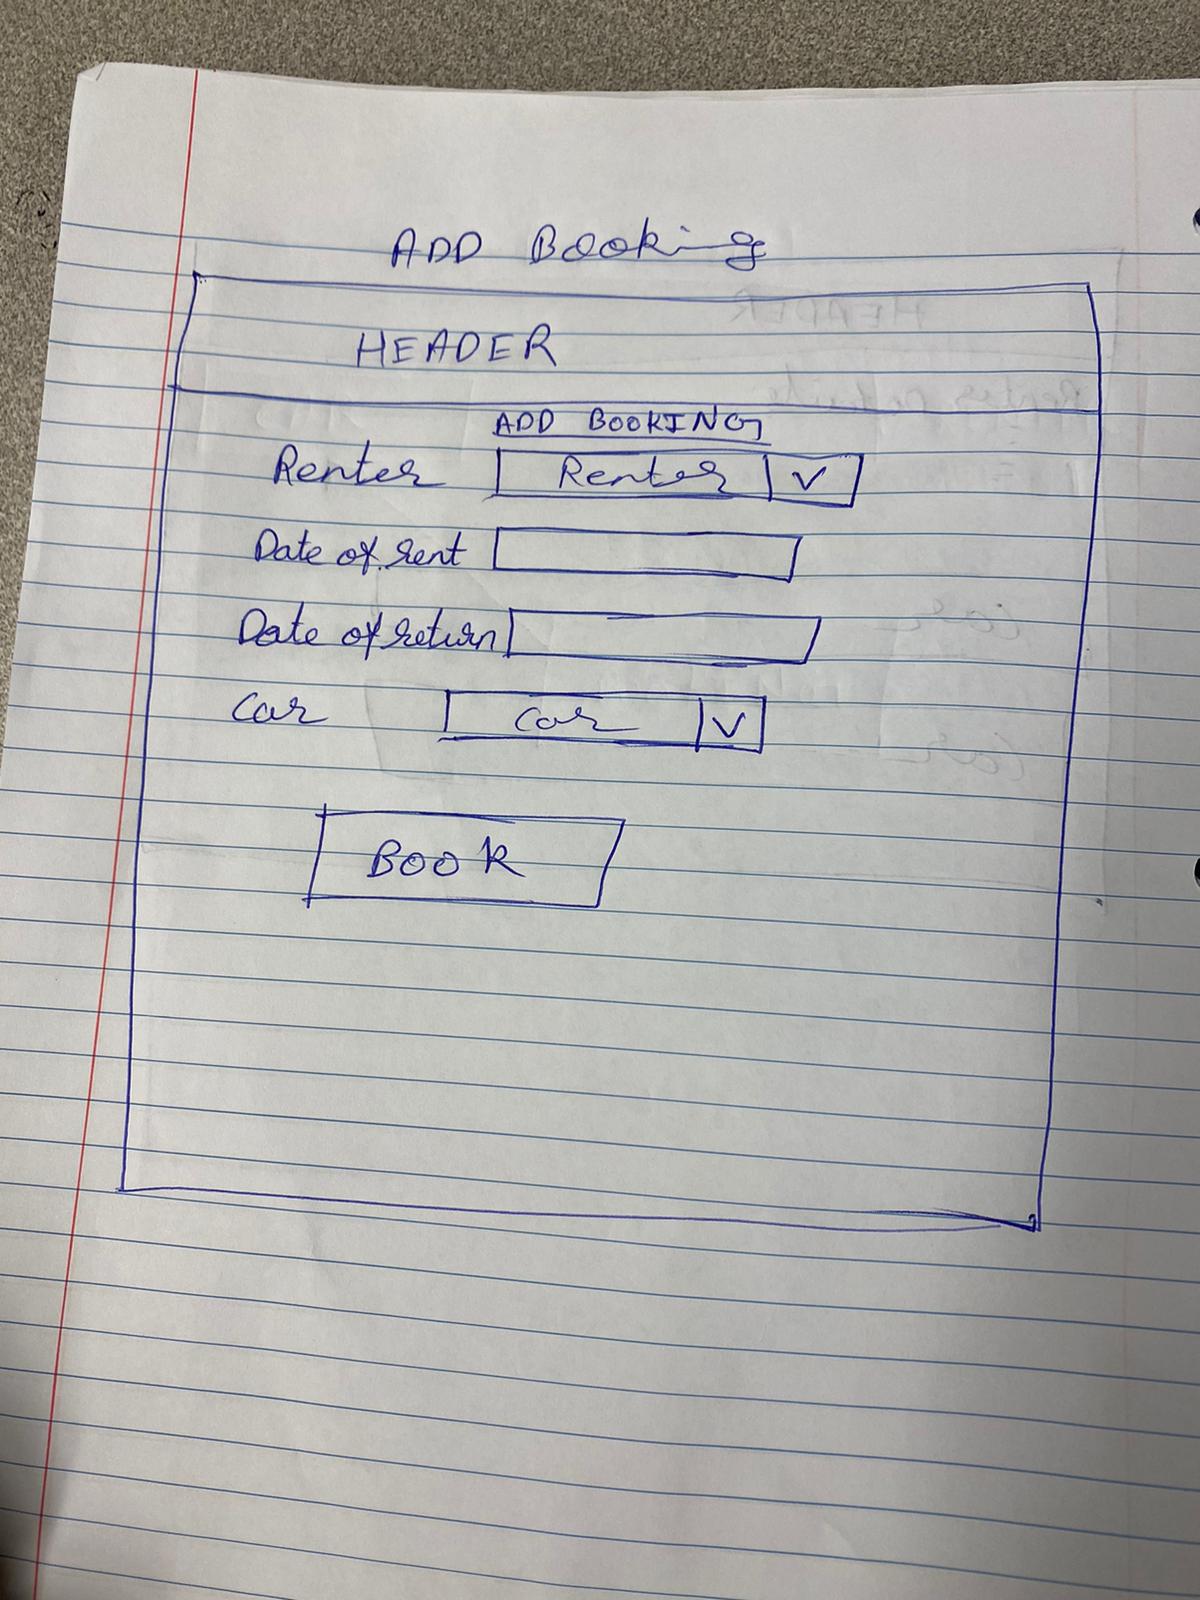 ADD Booking
HEADER
ADD BOOKING
Renter Renter V
Date of rent
Date of return
Car Car V
BOOK